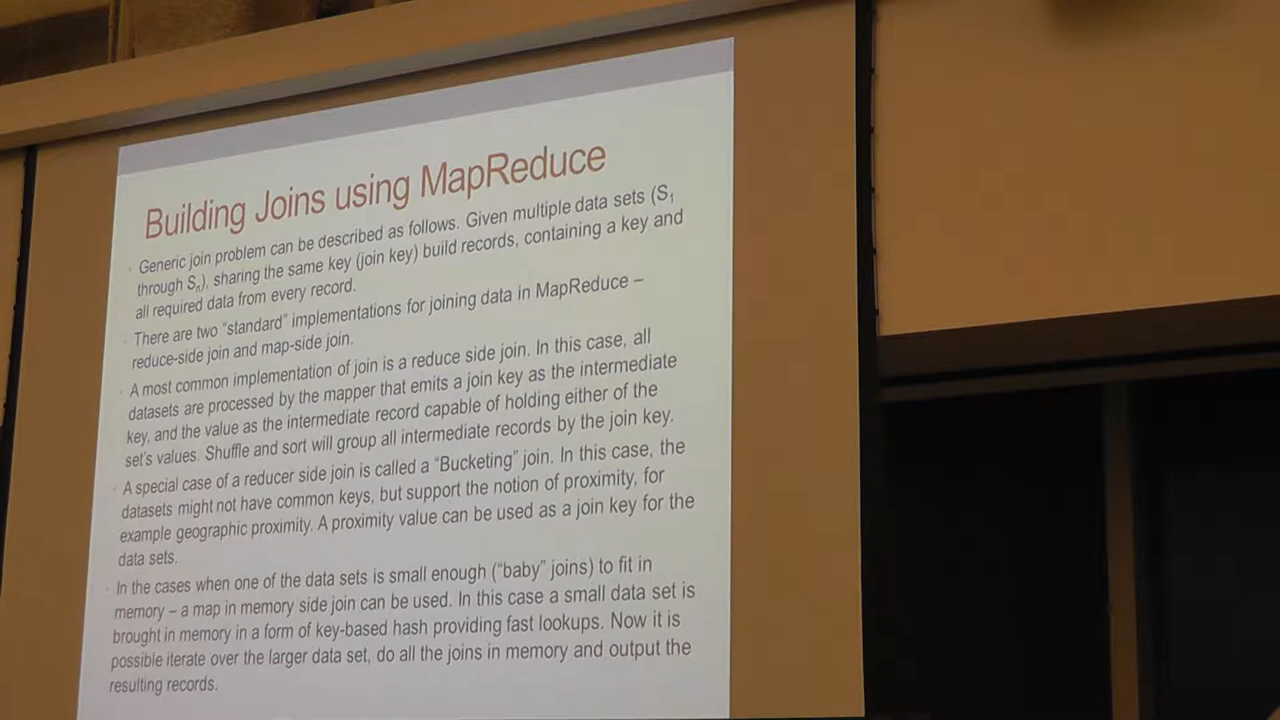 Building Joins using MapReduce
Generic join problem can be described as follows. Given multiple data sets (S1
through Sn), sharing the same key (join key) build records, containing a key and
all required data from every record.
There are two “standard” implementations for joining data in MapReduce –
reduce-side join and map-side join.
A most common implementation of join is a reduce side join. In this case, all
datasets are processed by the mapper that emits a join key as the intermediate
key, and the value as the intermediate record capable of holding either of the
set’s values. Shuffle and sort will group all intermediate records by the join key.
A special case of a reducer side join is called a “Bucketing” join. In this case, the
datasets might not have common keys, but support the notion of proximity, for
example geographic proximity. A proximity value can be used as a join key for the
data sets.
In the cases when one of the data sets is small enough (“baby” joins) to fit in
memory – a map in memory side join can be used. In this case a small data set is
brought in memory in a form of key-based hash providing fast lookups. Now it is
possible iterate over the larger data set, do all the joins in memory and output the
resulting records.